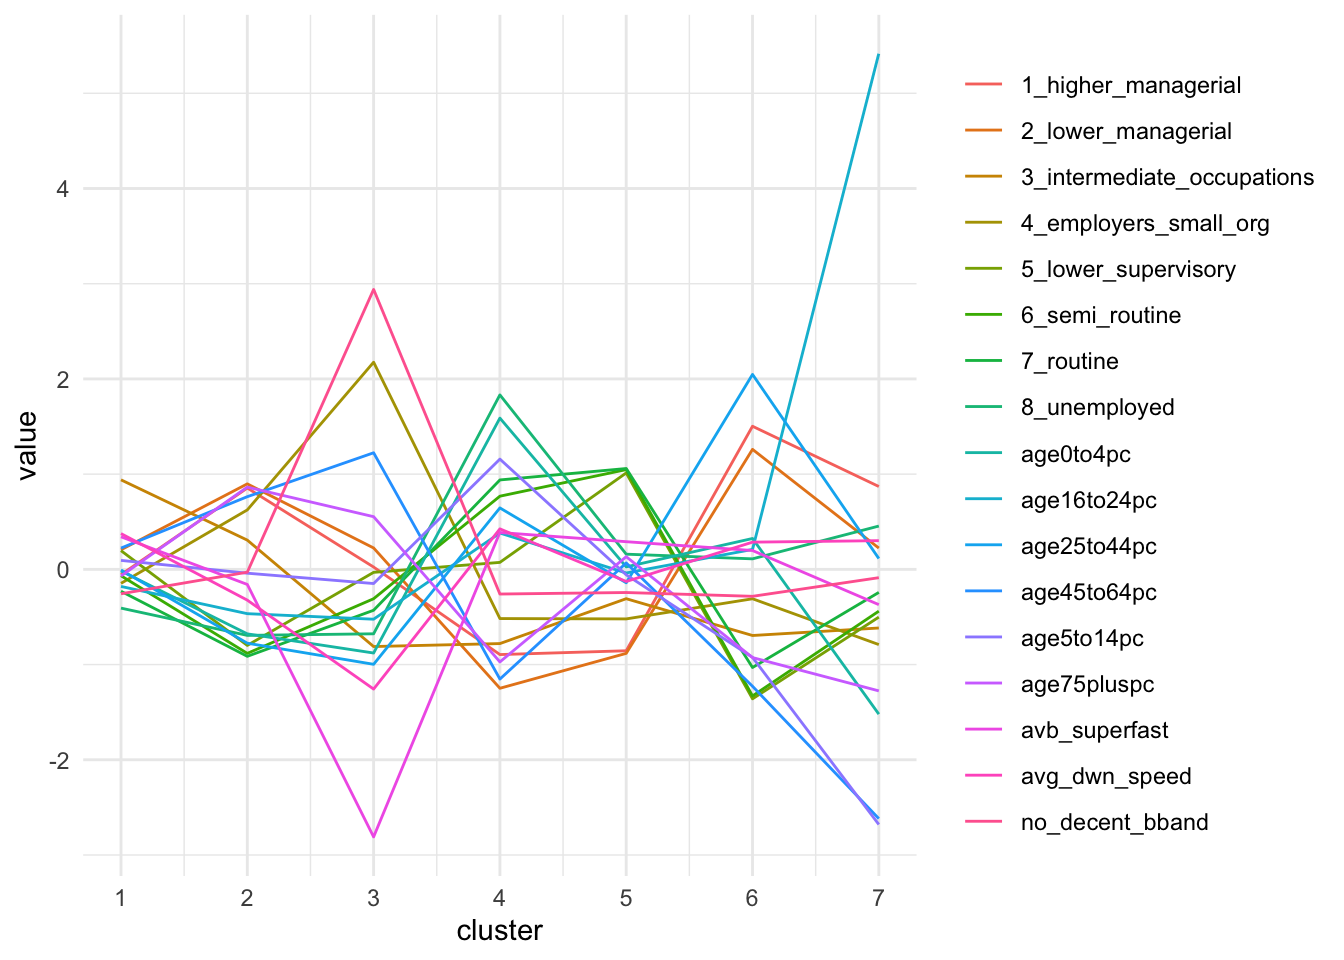 4
2
0
-2
value
1 2 3 4 5 6 7
cluster
1_higher_managerial
2_lower_managerial
3_intermediate_occupations
4_employers_small_org
5_lower_supervisory
6_semi_routine
7_routine
8_unemployed
age0to4pc
age16to24pc
age25to44pc
age45to64pc
age5to14pc
age75pluspc
avb_superfast
avg_dwn_speed
no_decent_bband